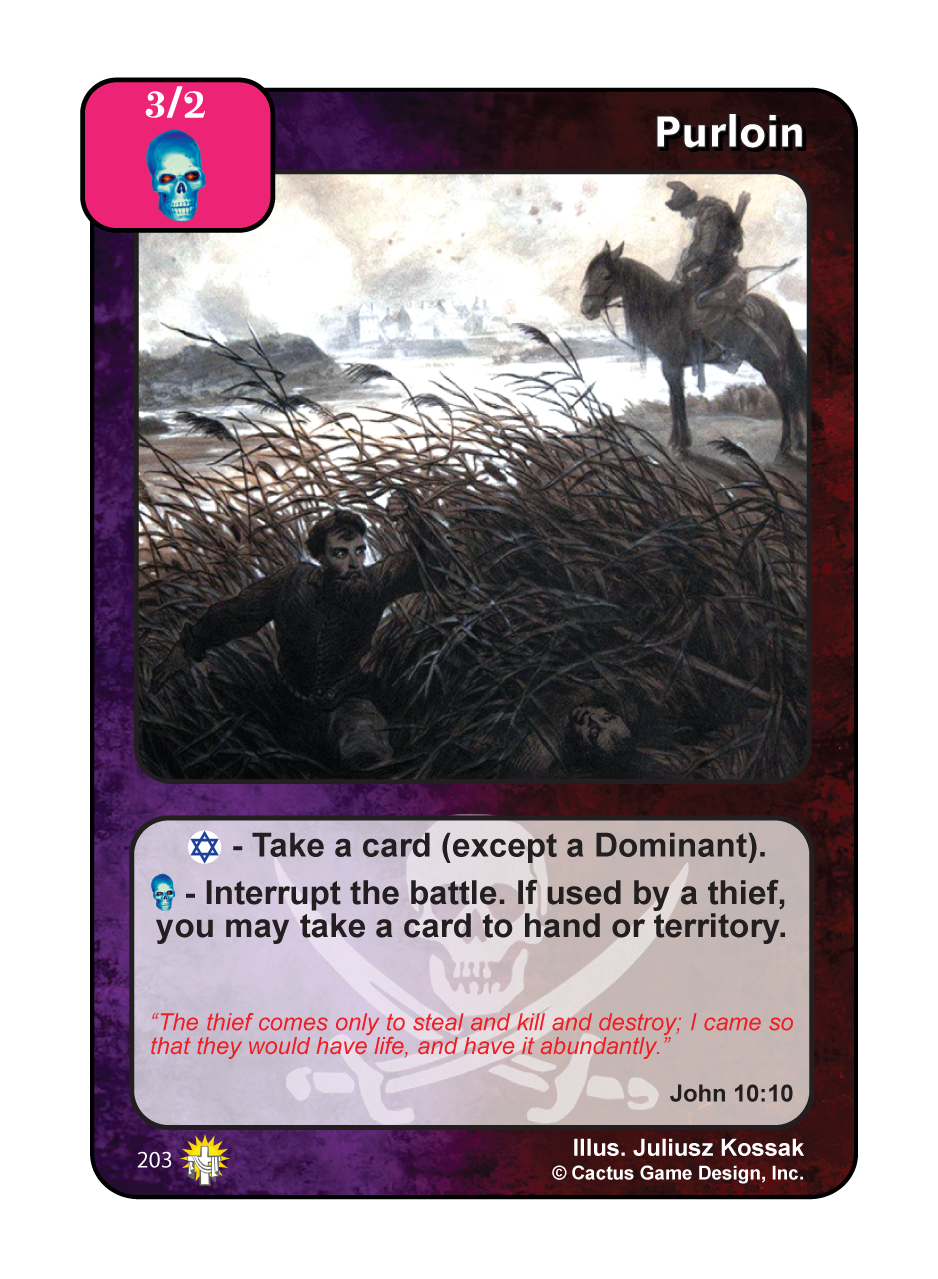 3/2
Purloin
- Take a card (except a Dominant).
- Interrupt the battle. If used by a thief,
you may take a card to hand or territory.
“The thief comes only to steal and kill and destroy; I came so
that they would have life, and have it abundantly.”
John 10:10
203
Illus. Juliusz Kossak
© Cactus Game Design, Inc.